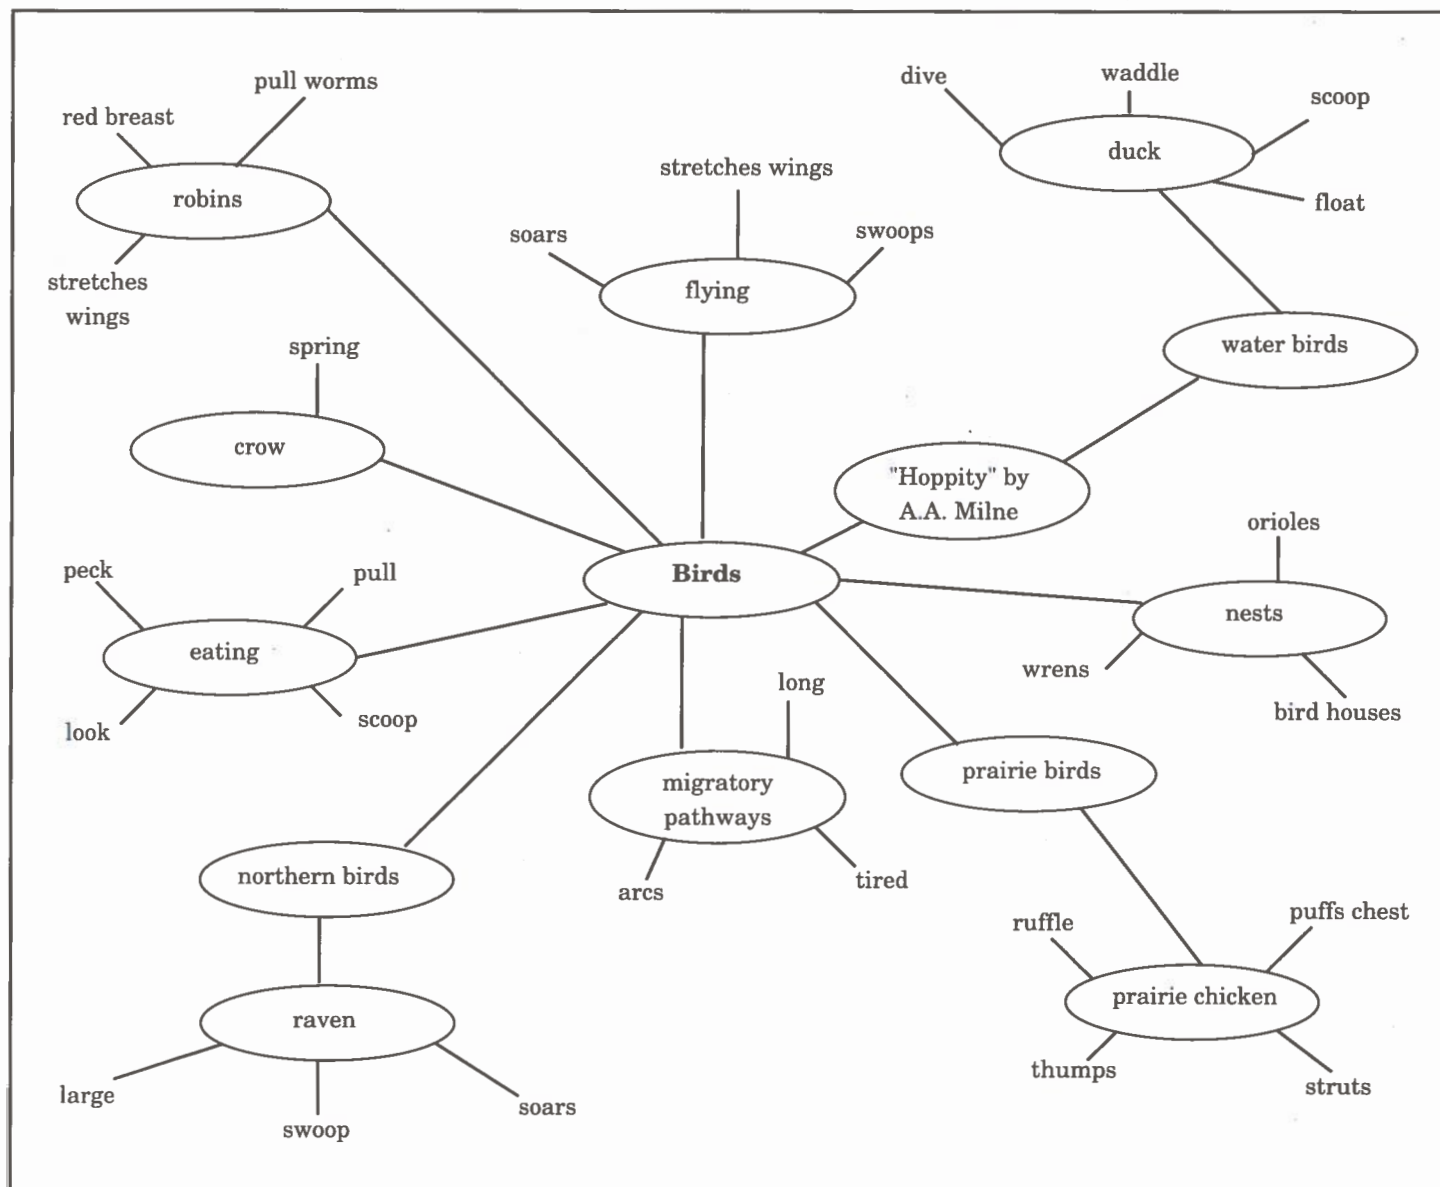 pull worms
red breast
robins
stretches
wings
stretches wings
soars
swoops
flying
dive
waddle
scoop
duck
float
water birds
spring
crow
"Hoppity" by
A.A. Milne
Birds
orioles
nests
wrens
bird houses
peck
pull
eating
look
scoop
long
migratory
pathways
arcs
tired
prairie birds
northern birds
raven
large
swoop
soars
ruffle
puffs chest
prairie chicken
thumps
struts